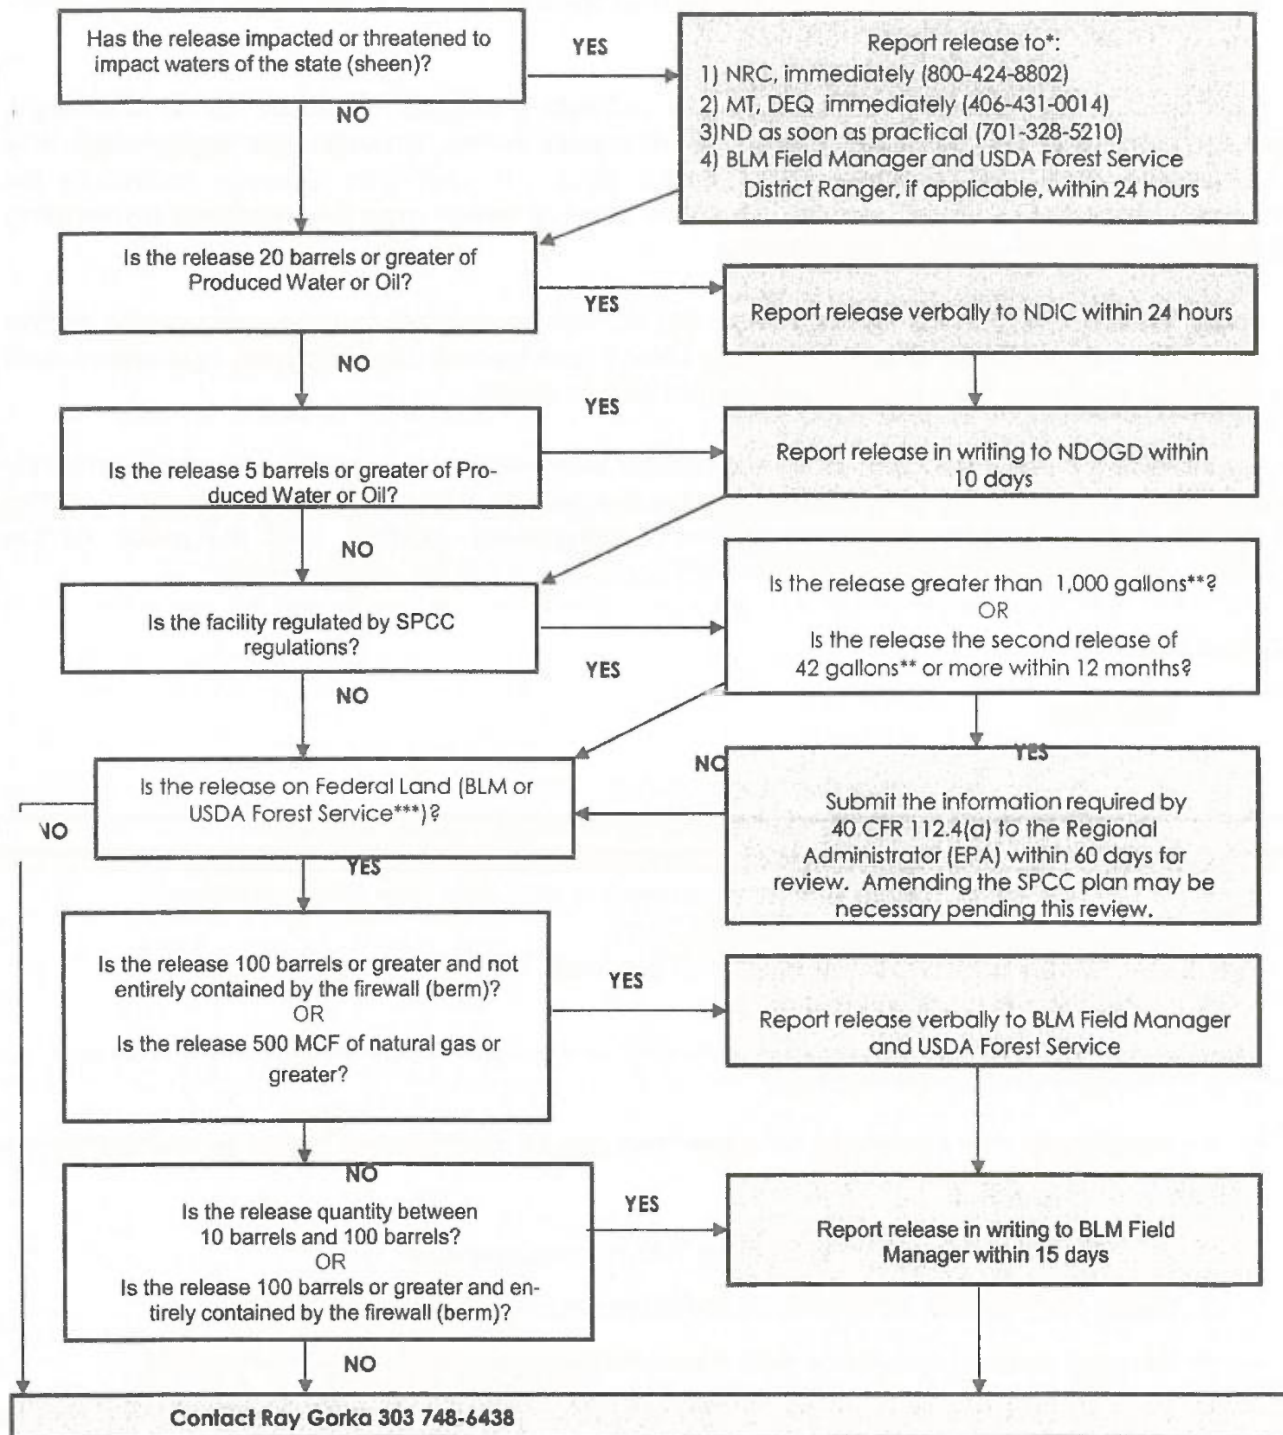 Has the release impacted or threatened to
impact waters of the state (sheen)?
YES
Report release to*:
1) NRC, immediately (800-424-8802)
2) MT, DEQ immediately (406-431-0014)
3)ND as soon as practical (701-328-5210)
4) BLM Field Manager and USDA Forest Service
District Ranger, if applicable, within 24 hours
NO
Is the release 20 barrels or greater of
Produced Water or Oil?
YES
Report release verbally to NDIC within 24 hours
NO
Is the release 5 barrels or greater of Pro-
duced Water or Oil?
YES
Report release in writing to NDOGD within
10 days
NO
Is the facility regulated by SPCC
regulations?
YES
Is the release greater than 1,000 gallons**?
OR
Is the release the second release of
42 gallons** or more within 12 months?
NO
NO
YES
Is the release on Federal Land (BLM or
USDA Forest Service***)?
Submit the information required by
40 CFR 112.4(a) to the Regional
Administrator (EPA) within 60 days for
review. Amending the SPCC plan may be
necessary pending this review.
NO
YES
Is the release 100 barrels or greater and not
entirely contained by the firewall (berm)?
OR
Is the release 500 MCF of natural gas or
greater?
YES
Report release verbally to BLM Field Manager
and USDA Forest Service
NO
Is the release quantity between
10 barrels and 100 barrels?
OR
Is the release 100 barrels or greater and en-
tirely contained by the firewall (berm)?
YES
Report release in writing to BLM Field
Manager within 15 days
NO
Contact Ray Gorka 303 748-6438